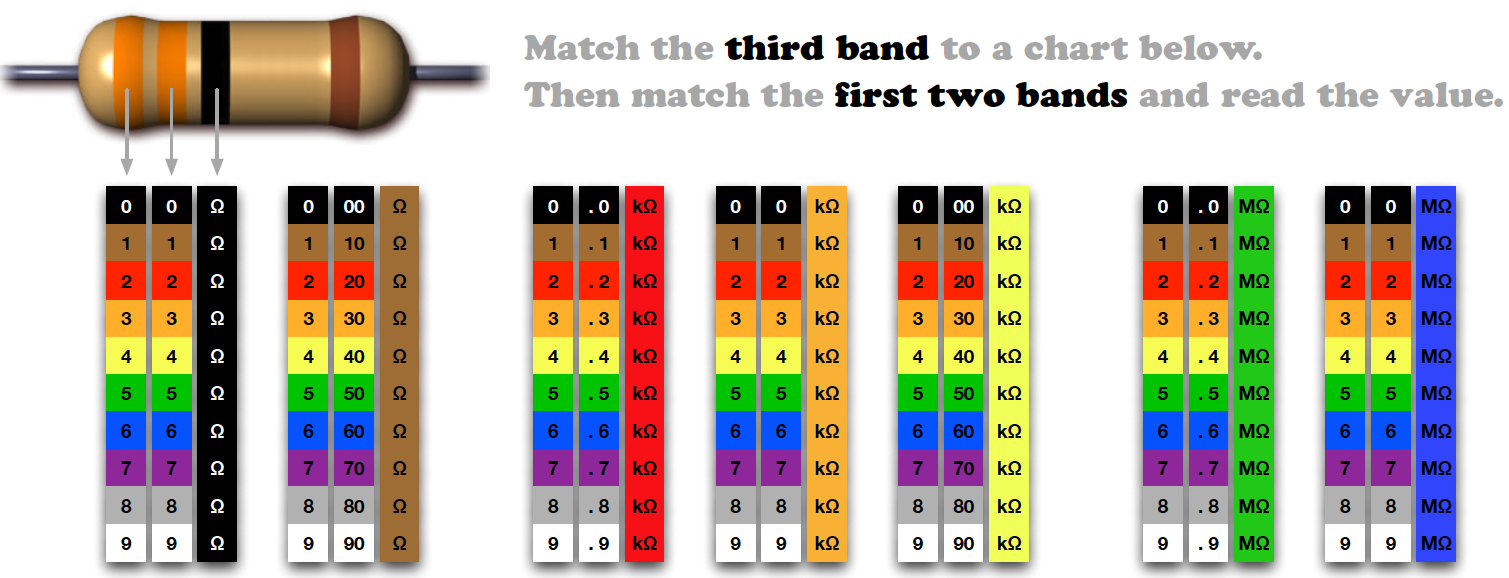 Match the third band to a chart below.
Then match the first two bands and read the value.
0 0 Ω 0 00 Ω 0 .0 kΩ 0 0 kΩ 0 00 kΩ 0 .0 MΩ 0 0 MΩ
1 1 Ω 1 10 Ω 1 .1 kΩ 1 1 kΩ 1 10 kΩ 1 .1 MΩ 1 1 MΩ
2 2 Ω 2 20 Ω 2 .2 kΩ 2 2 kΩ 2 20 kΩ 2 .2 MΩ 2 2 MΩ
3 3 Ω 3 30 Ω 3 .3 kΩ 3 3 kΩ 3 30 kΩ 3 .3 MΩ 3 3 MΩ
4 4 Ω 4 40 Ω 4 .4 kΩ 4 4 kΩ 4 40 kΩ 4 .4 MΩ 4 4 MΩ
5 5 Ω 5 50 Ω 5 .5 kΩ 5 5 kΩ 5 50 kΩ 5 .5 MΩ 5 5 MΩ
6 6 Ω 6 60 Ω 6 .6 kΩ 6 6 kΩ 6 60 kΩ 6 .6 MΩ 6 6 MΩ
7 7 Ω 7 70 Ω 7 .7 kΩ 7 7 kΩ 7 70 kΩ 7 .7 MΩ 7 7 MΩ
8 8 Ω 8 80 Ω 8 .8 kΩ 8 8 kΩ 8 80 kΩ 8 .8 MΩ 8 8 MΩ
9 9 Ω 9 90 Ω 9 .9 kΩ 9 9 kΩ 9 90 kΩ 9 .9 MΩ 9 9 MΩ